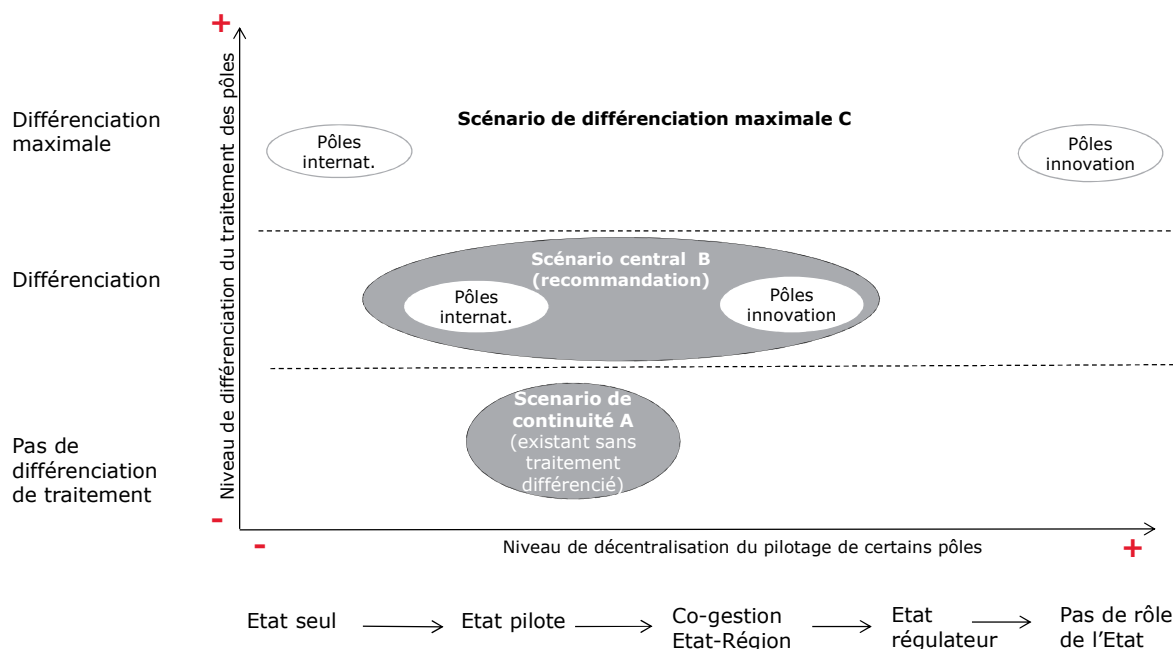 +
Niveau de différenciation du traitement des pôles
Différenciation
maximale
Scénario de différenciation maximale C
Pôles
internat.
Pôles
innovation
Différenciation
Scénario central B
(recommandation)
Pôles
internat.
Pôles
innovation
Pas de
différenciation
de traitement
Scenario de
continuité A
(existant sans
traitement
différencié)
-
-
Niveau de décentralisation du pilotage de certains pôles
+
Etat seul
Etat pilote
Co-gestion
Etat-Région
Etat
régulateur
Pas de rôle
de l’Etat